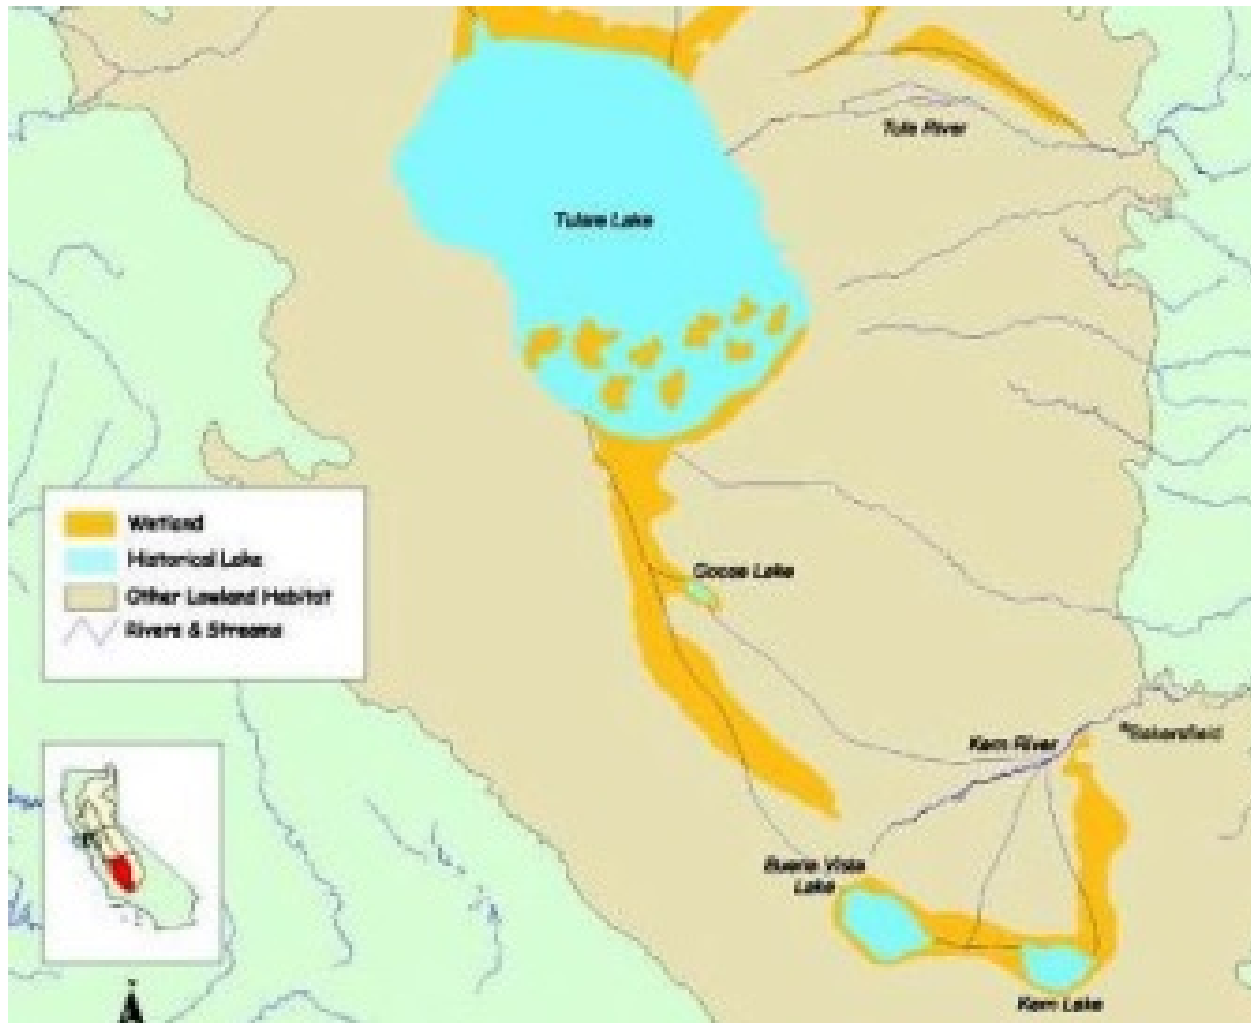 Tule River
Tulare Lake
Wetland
Historical Lake
Other Lowland Habitat
Rivers & Streams
Goose Lake
Kern River
Bakersfield
Buena Vista
Lake
Kern Lake